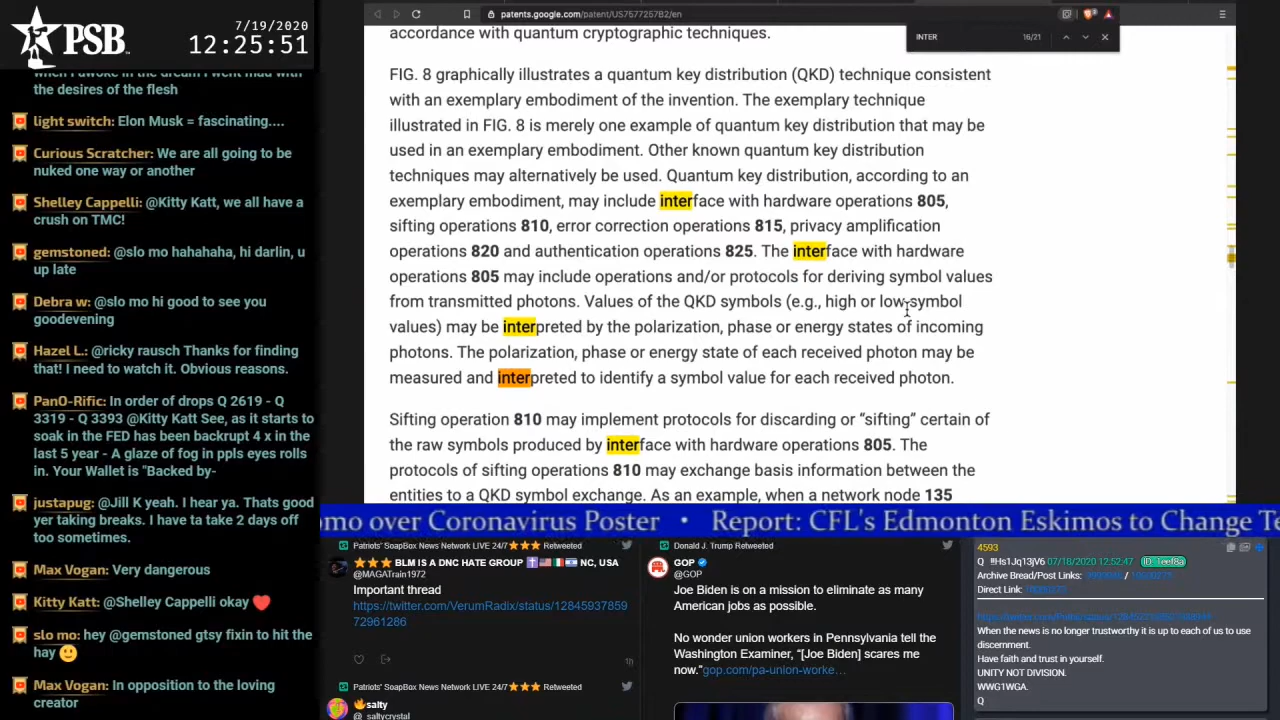 PSB
7/19/2020
12:25:51
when I awoke in the dream I went mad with
the desires of the flesh
light switch: Elon Musk = fascinating....
Curious Scratcher: We are all going to be
nuked one way or another
Shelley Cappelli: @Kitty Katt, we all have a
crush on TMC!
gemstoned: @slo mo hahahaha, hi darlin, u
up late
Debra w: @slo mo hi good to see you
goodevening
Hazel L.: @ricky rausch Thanks for finding
that! I need to watch it. Obvious reasons.
PanO-Rific: In order of drops Q 2619 - Q
3319 - Q 3393 @Kitty Katt See, as it starts to
soak in the FED has been backrupt 4 x in the
last 5 year - A glaze of fog in ppls eyes rolls
in. Your Wallet is "Backed by-
justapug: @Jill K yeah. I hear ya. Thats good
yer taking breaks. I have ta take 2 days off
too sometimes.
Max Vogan: Very dangerous
Kitty Katt: @Shelley Cappelli okay ❤️
slo mo: hey @gemstoned gtsy fixin to hit the
hay 🙂
Max Vogan: In opposition to the loving
creator
patents.google.com/patent/US7577257B2/en
INTER 16/21
accordance with quantum cryptographic techniques.
FIG. 8 graphically illustrates a quantum key distribution (QKD) technique consistent
with an exemplary embodiment of the invention. The exemplary technique
illustrated in FIG. 8 is merely one example of quantum key distribution that may be
used in an exemplary embodiment. Other known quantum key distribution
techniques may alternatively be used. Quantum key distribution, according to an
exemplary embodiment, may include interface with hardware operations 805,
sifting operations 810, error correction operations 815, privacy amplification
operations 820 and authentication operations 825. The interface with hardware
operations 805 may include operations and/or protocols for deriving symbol values
from transmitted photons. Values of the QKD symbols (e.g., high or low symbol
values) may be interpreted by the polarization, phase or energy states of incoming
photons. The polarization, phase or energy state of each received photon may be
measured and interpreted to identify a symbol value for each received photon.
Sifting operation 810 may implement protocols for discarding or “sifting” certain of
the raw symbols produced by interface with hardware operations 805. The
protocols of sifting operations 810 may exchange basis information between the
entities to a QKD symbol exchange. As an example, when a network node 135
omo over Coronavirus Poster • Report: CFL's Edmonton Eskimos to Change Te
Patriots' SoapBox News Network LIVE 24/7⭐⭐⭐ Retweeted
⭐⭐⭐ BLM IS A DNC HATE GROUP ✝️🇺🇸🇮🇹🇮🇱 NC, USA
@MAGATrain1972
Important thread
https://twitter.com/VerumRadix/status/12845937859
72961286
1h
Patriots' SoapBox News Network LIVE 24/7⭐⭐⭐ Retweeted
🔥salty
@_saltycrystal
Donald J. Trump Retweeted
GOP
@GOP
Joe Biden is on a mission to eliminate as many
American jobs as possible.
No wonder union workers in Pennsylvania tell the
Washington Examiner, “[Joe Biden] scares me
now.”gop.com/pa-union-worke…
4593
Q !!Hs1Jq13jV6 07/18/2020 12:52:47 ID: 1eef8a
Archive Bread/Post Links: /
Direct Link:
When the news is no longer trustworthy it is up to each of us to use
discernment.
Have faith and trust in yourself.
UNITY NOT DIVISION.
WWG1WGA.
Q